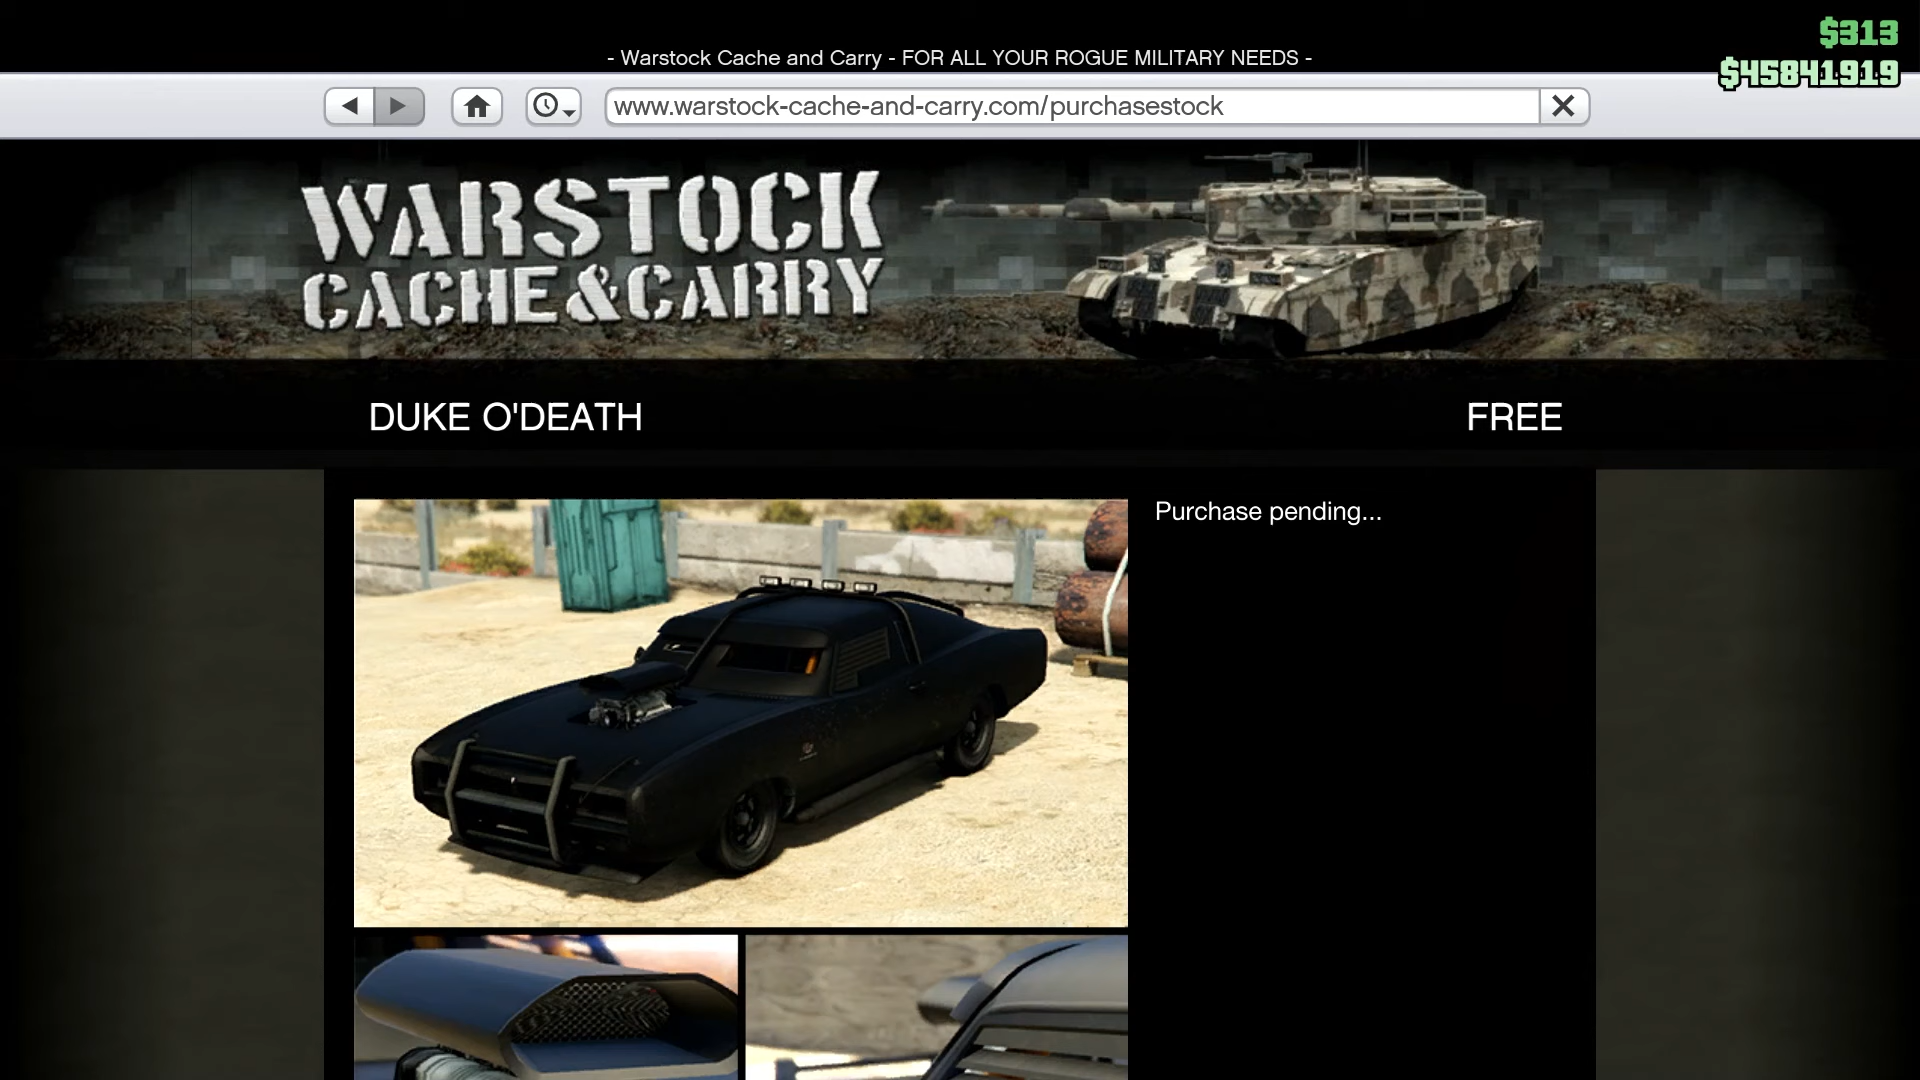 $313
- Warstock Cache and Carry - FOR ALL YOUR ROGUE MILITARY NEEDS -
$45841919
www.warstock-cache-and-carry.com/purchasestock
WARSTOCK
CACHE&CARRY
DUKE O'DEATH
FREE
Purchase pending...